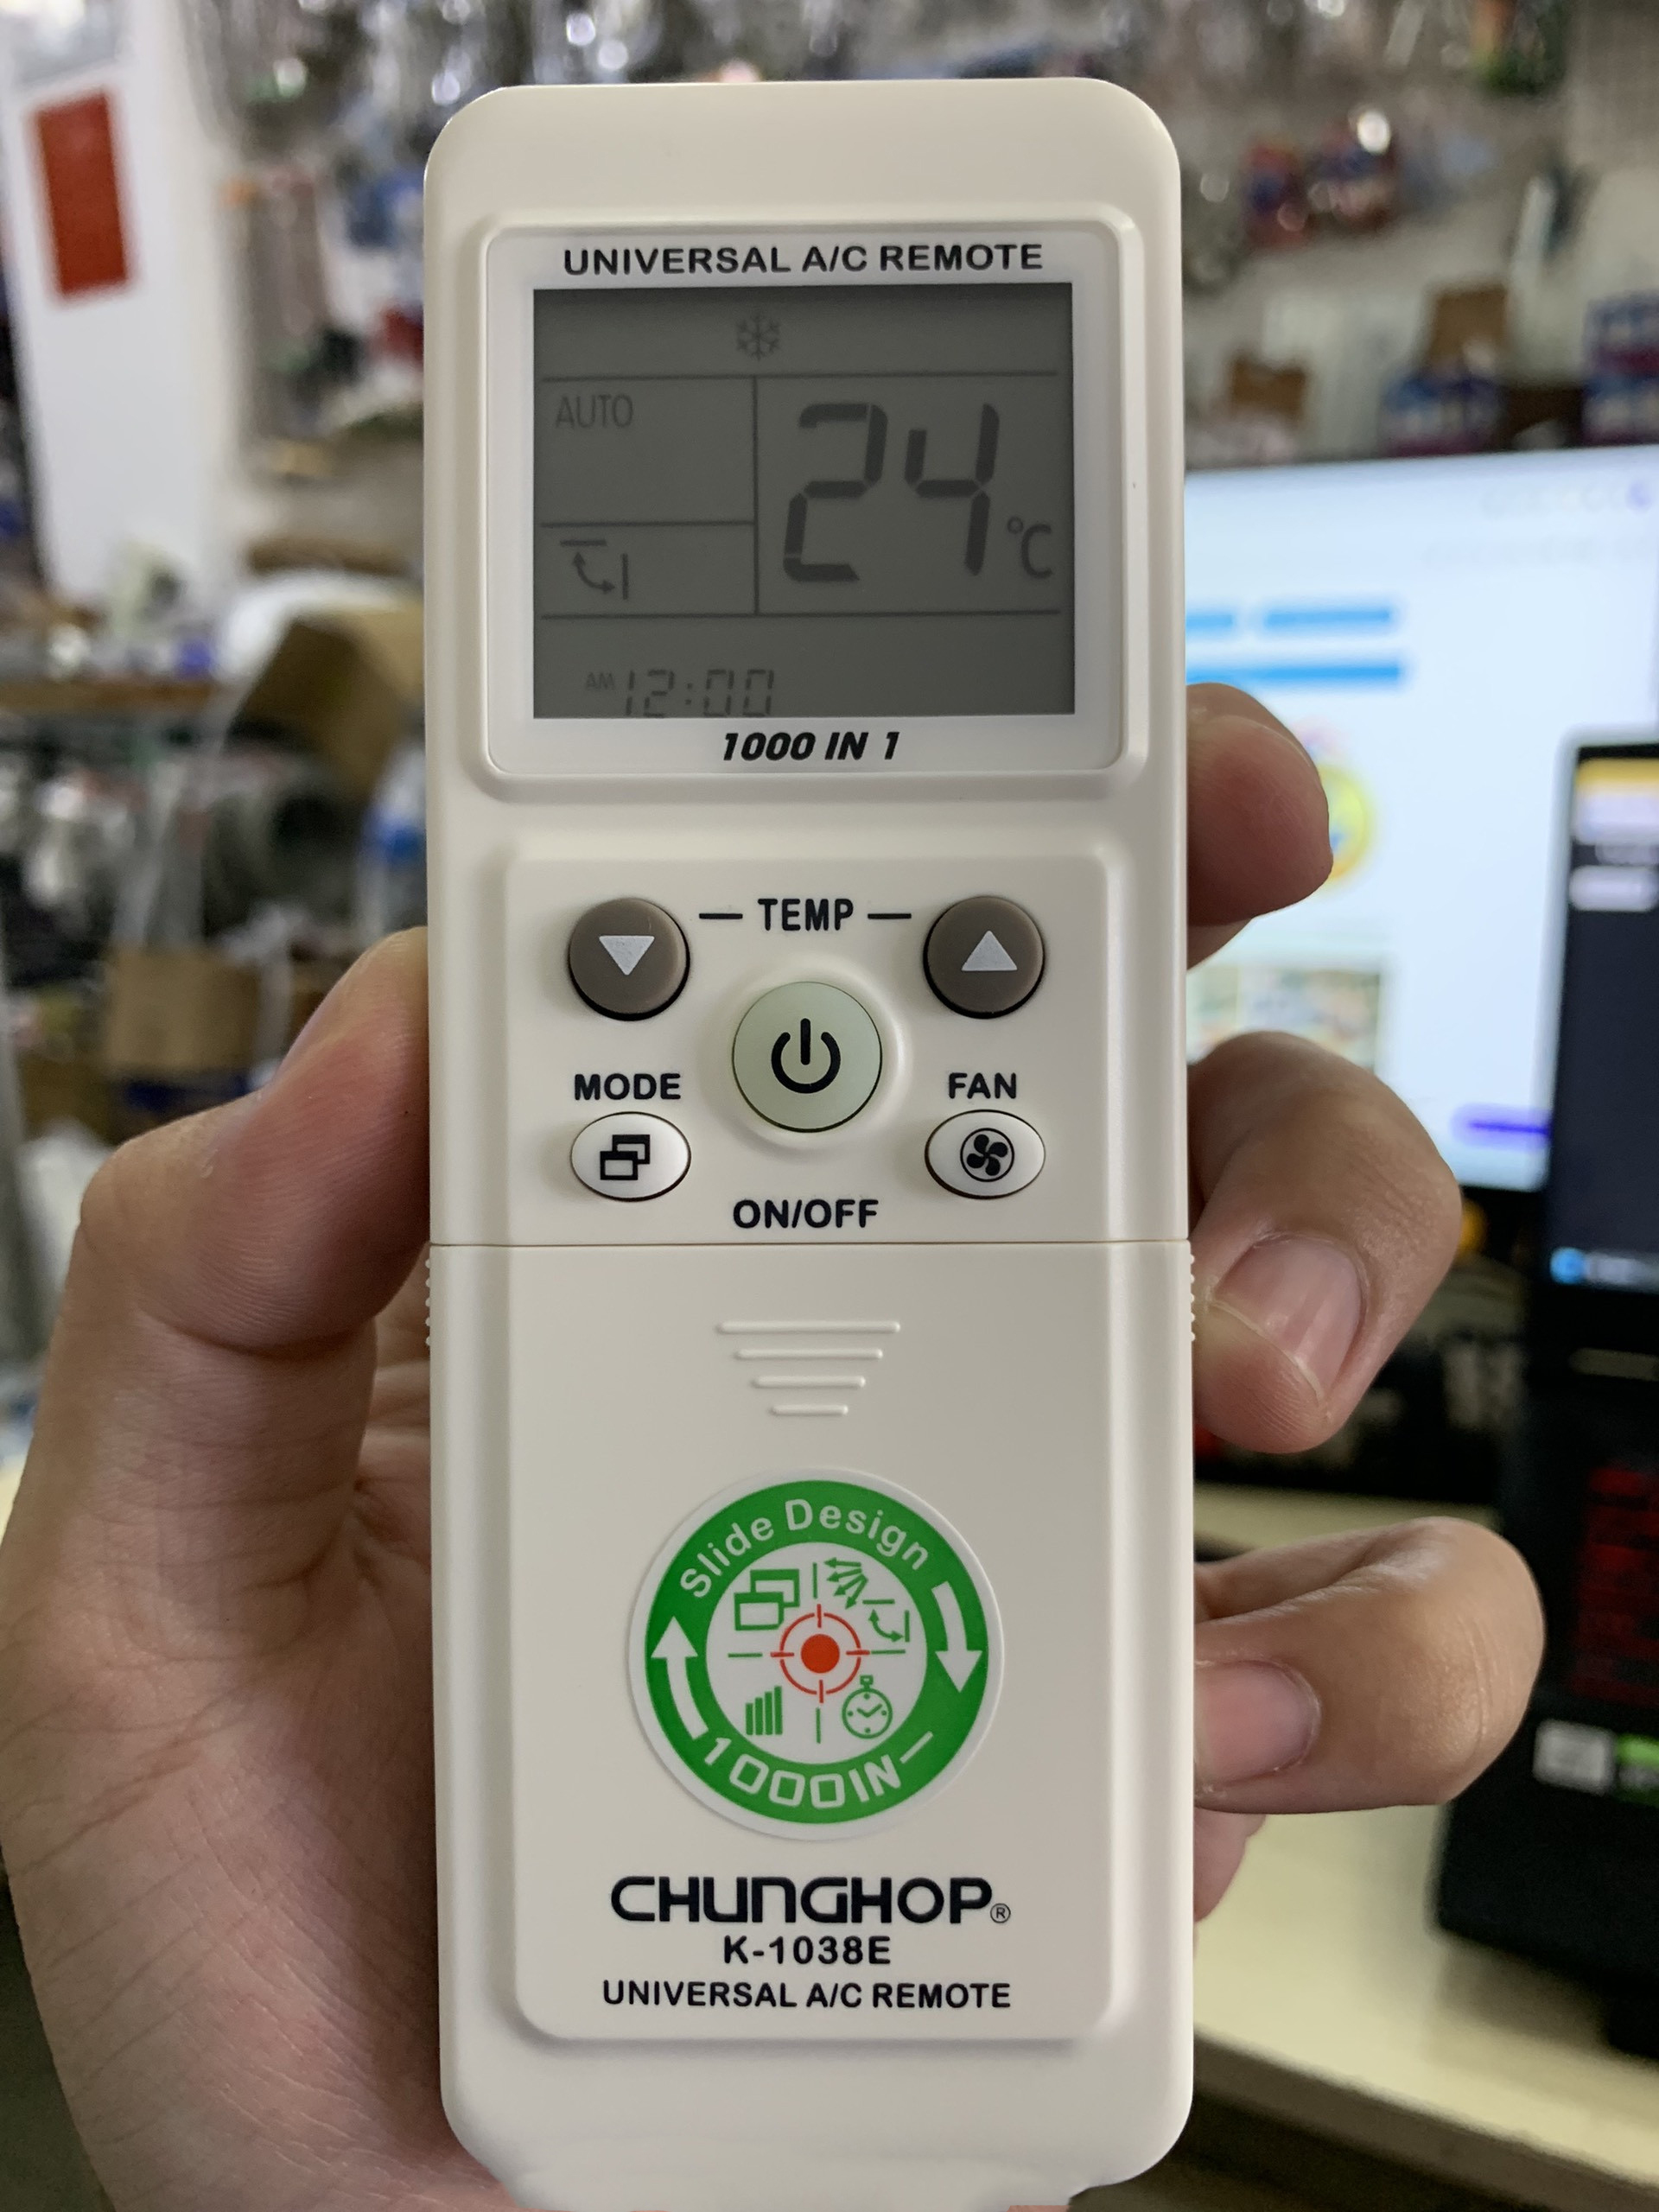 UNIVERSAL A/C REMOTE
AUTO
24 °C
AM 12:00
1000 IN 1
TEMP
MODE
FAN
ON/OFF
Slide Design
1000IN
CHUNGHOP®
K-1038E
UNIVERSAL A/C REMOTE